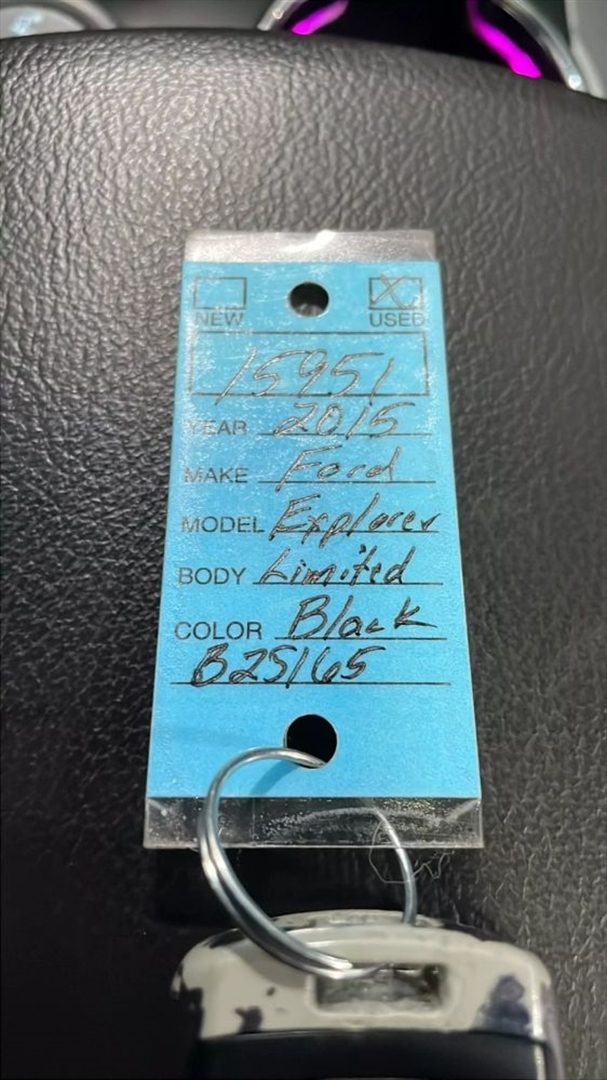 NEW USED
15951
YEAR 2015
MAKE Ford
MODEL Explorer
BODY Limited
COLOR Black
B25165